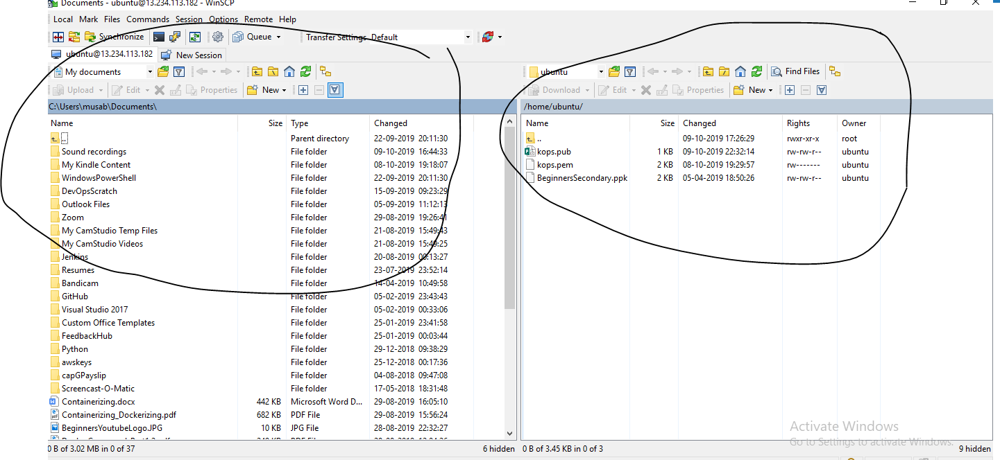 Documents - ubuntu@13.234.113.182 - WinSCP
Local Mark Files Commands Session Options Remote Help
Synchronize Queue Transfer Settings Default
ubuntu@13.234.113.182 New Session
My documents
Upload Edit Properties New
C:\Users\musab\Documents\
Name Size Type Changed
.. Parent directory 22-09-2019 20:11:30
Sound recordings File folder 09-10-2019 16:44:33
My Kindle Content File folder 08-10-2019 19:18:07
WindowsPowerShell File folder 22-09-2019 20:11:30
DevOpsScratch File folder 15-09-2019 09:23:29
Outlook Files File folder 05-09-2019 11:12:13
Zoom File folder 29-08-2019 19:26:41
My CamStudio Temp Files File folder 21-08-2019 15:49:43
My CamStudio Videos File folder 21-08-2019 15:49:25
Jenkins File folder 20-08-2019 00:13:27
Resumes File folder 23-07-2019 23:52:14
Bandicam File folder 14-04-2019 10:49:58
GitHub File folder 05-02-2019 23:43:43
Visual Studio 2017 File folder 05-02-2019 00:33:06
Custom Office Templates File folder 25-01-2019 23:41:58
FeedbackHub File folder 25-01-2019 00:03:44
Python File folder 29-12-2018 09:38:29
awskeys File folder 25-12-2018 00:17:36
capGPayslip File folder 04-08-2018 09:47:08
Screencast-O-Matic File folder 17-05-2018 18:31:48
Containerizing.docx 442 KB Microsoft Word D... 29-08-2019 16:05:10
Containerizing_Dockerizing.pdf 682 KB PDF File 29-08-2019 15:56:24
BeginnersYoutubeLogo.JPG 10 KB JPG File 28-08-2019 22:32:27
0 B of 3.02 MB in 0 of 37 6 hidden
ubuntu Find Files
Download Edit Properties New
/home/ubuntu/
Name Size Changed Rights Owner
.. 09-10-2019 17:26:29 rwxr-xr-x root
kops.pub 1 KB 09-10-2019 22:32:14 rw-rw-r-- ubuntu
kops.pem 2 KB 08-10-2019 19:29:57 rw------- ubuntu
BeginnersSecondary.ppk 2 KB 05-04-2019 18:50:26 rw-rw-r-- ubuntu
Activate Windows
Go to Settings to activate Windows.
0 B of 3.45 KB in 0 of 3 9 hidden